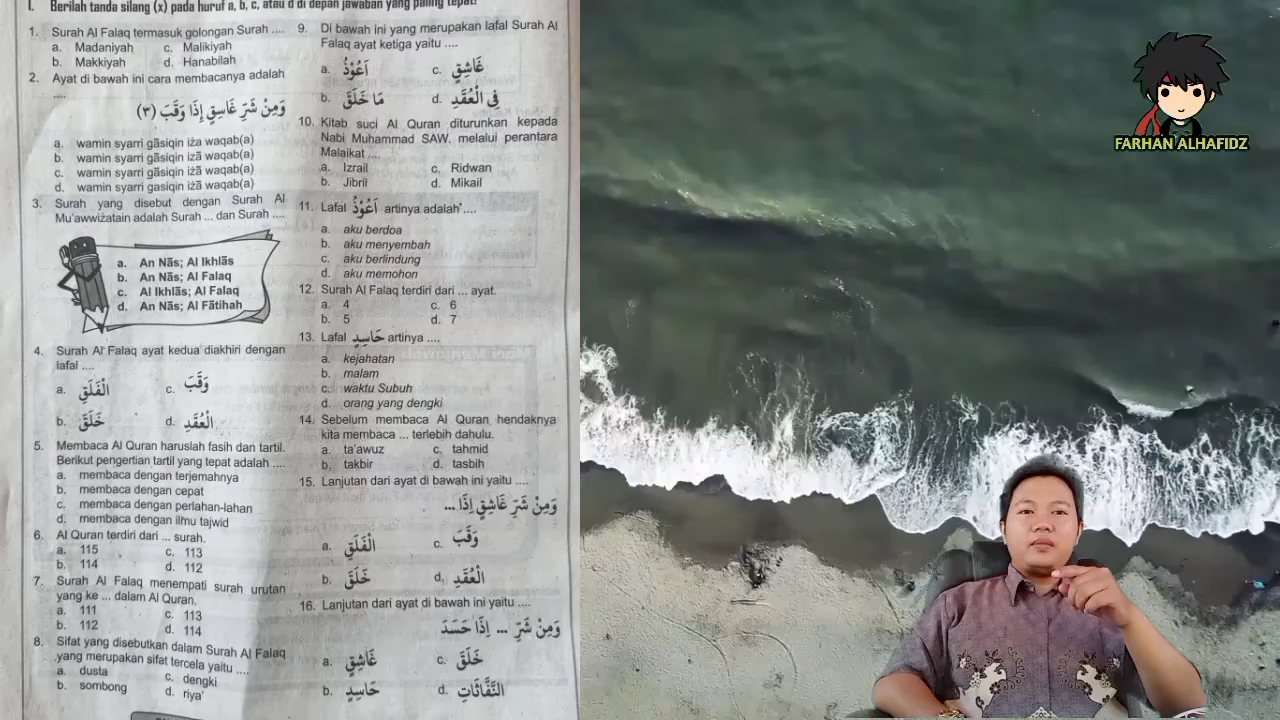 I. Berilah tanda silang (x) pada huruf a, b, c, atau d di depan jawaban yang paling tepat!
1. Surah Al Falaq termasuk golongan Surah ....
a. Madaniyah c. Malikiyah
b. Makkiyah d. Hanabilah
2. Ayat di bawah ini cara membacanya adalah
....
وَمِنْ شَرِّ غَاسِقٍ إِذَا وَقَبَ (٣)
a. wamin syarri gāsiqin iża waqab(a)
b. wamin syarri gāsiqin izā waqab(a)
c. wamin syarri gāsiqin iżā waqab(a)
d. wamin syarri gasiqin iżā waqab(a)
3. Surah yang disebut dengan Surah Al
Mu'awwiżatain adalah Surah ... dan Surah ....
a. An Nās; Al Ikhlās
b. An Nās; Al Falaq
c. Al Ikhlās; Al Falaq
d. An Nās; Al Fātihah
4. Surah Al Falaq ayat kedua diakhiri dengan
lafal ....
a. الْفَلَقِ c. وَقَبَ
b. خَلَقَ d. الْعُقَدِ
5. Membaca Al Quran haruslah fasih dan tartil.
Berikut pengertian tartil yang tepat adalah ....
a. membaca dengan terjemahnya
b. membaca dengan cepat
c. membaca dengan perlahan-lahan
d. membaca dengan ilmu tajwid
6. Al Quran terdiri dari ... surah.
a. 115 c. 113
b. 114 d. 112
7. Surah Al Falaq menempati surah urutan
yang ke ... dalam Al Quran.
a. 111 c. 113
b. 112 d. 114
8. Sifat yang disebutkan dalam Surah Al Falaq
yang merupakan sifat tercela yaitu ....
a. dusta c. dengki
b. sombong d. riya'
9. Di bawah ini yang merupakan lafal Surah Al
Falaq ayat ketiga yaitu ....
a. اَعُوْذُ c. غَاشِقٍ
b. مَا خَلَقَ d. فِى الْعُقَدِ
10. Kitab suci Al Quran diturunkan kepada
Nabi Muhammad SAW, melalui perantara
Malaikat ....
a. Izrail c. Ridwan
b. Jibril d. Mikail
11. Lafal اَعُوْذُ artinya adalah ....
a. aku berdoa
b. aku menyembah
c. aku berlindung
d. aku memohon
12. Surah Al Falaq terdiri dari ... ayat.
a. 4 c. 6
b. 5 d. 7
13. Lafal حَاسِدٍ artinya ....
a. kejahatan
b. malam
c. waktu Subuh
d. orang yang dengki
14. Sebelum membaca Al Quran hendaknya
kita membaca ... terlebih dahulu.
a. ta'awuz c. tahmid
b. takbir d. tasbih
15. Lanjutan dari ayat di bawah ini yaitu ....
وَمِنْ شَرِّ غَاشِقٍ اِذَا ...
a. الْفَلَقِ c. وَقَبَ
b. خَلَقَ d. الْعُقَدِ
16. Lanjutan dari ayat di bawah ini yaitu ....
وَمِنْ شَرِّ ... اِذَا حَسَدَ
a. غَاشِقٍ c. خَلَقَ
b. حَاسِدٍ d. النَّفَّاثَاتِ
FARHAN ALHAFIDZ